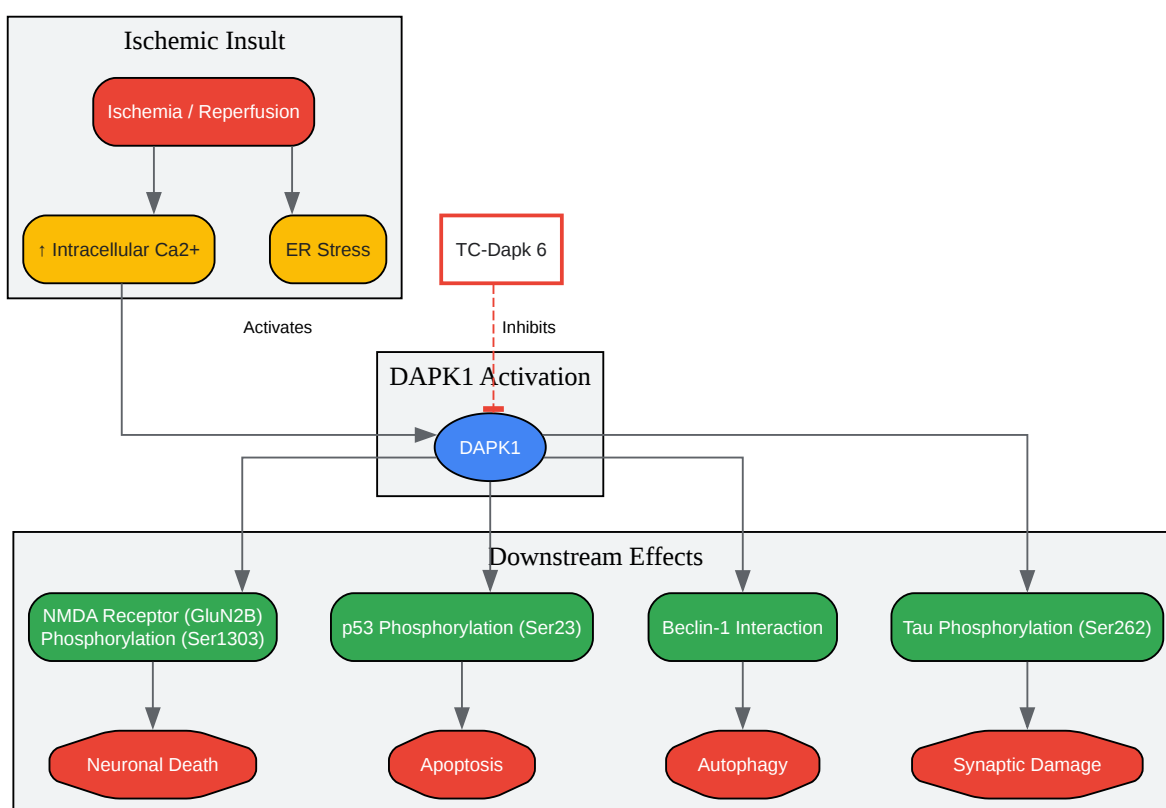 Ischemic Insult
Ischemia / Reperfusion
↑ Intracellular Ca2+
ER Stress
TC-Dapk 6
Activates
Inhibits
DAPK1 Activation
DAPK1
Downstream Effects
NMDA Receptor (GluN2B)
Phosphorylation (Ser1303)
p53 Phosphorylation (Ser23)
Beclin-1 Interaction
Tau Phosphorylation (Ser262)
Neuronal Death
Apoptosis
Autophagy
Synaptic Damage